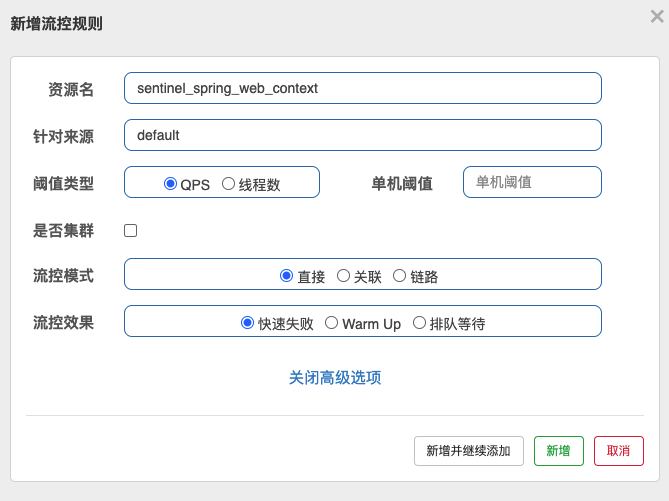 新增流控规则
资源名 sentinel_spring_web_context
针对来源 default
阈值类型 QPS 线程数 单机阈值 单机阈值
是否集群
流控模式 直接 关联 链路
流控效果 快速失败 Warm Up 排队等待
关闭高级选项
新增并继续添加 新增 取消